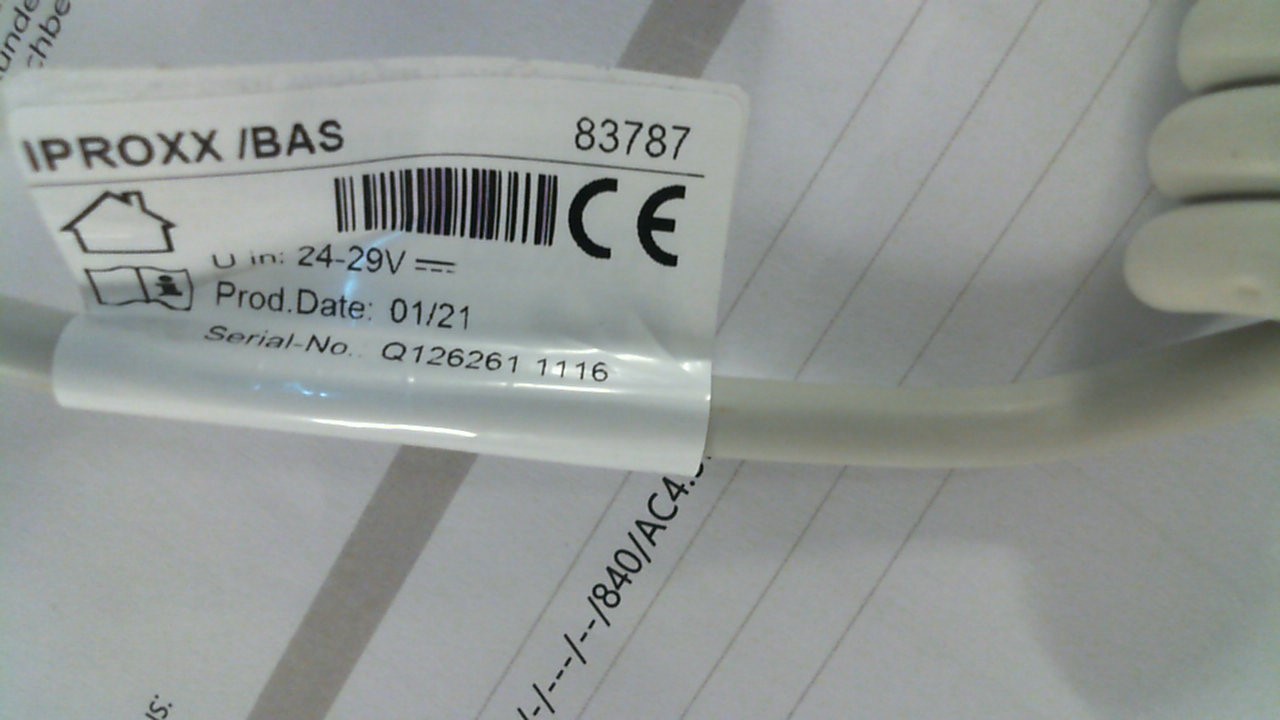 IPROXX /BAS 83787
CE
U in: 24-29V
Prod.Date: 01/21
Serial-No.. Q126261 1116
/-/---/--/840/AC4.